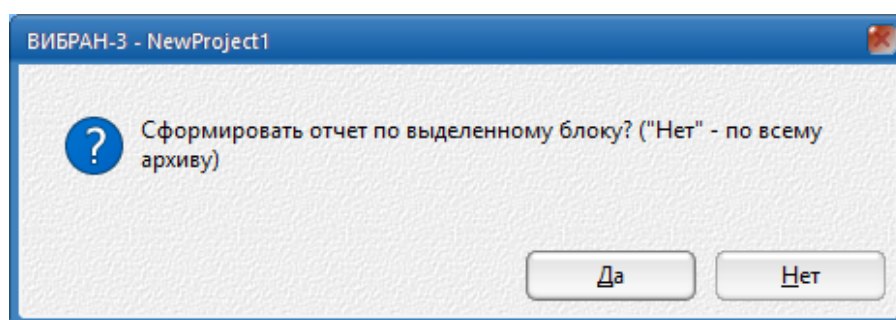 ВИБРАН-3 - NewProject1
Сформировать отчет по выделенному блоку? ("Нет" - по всему
архиву)
Да
Нет